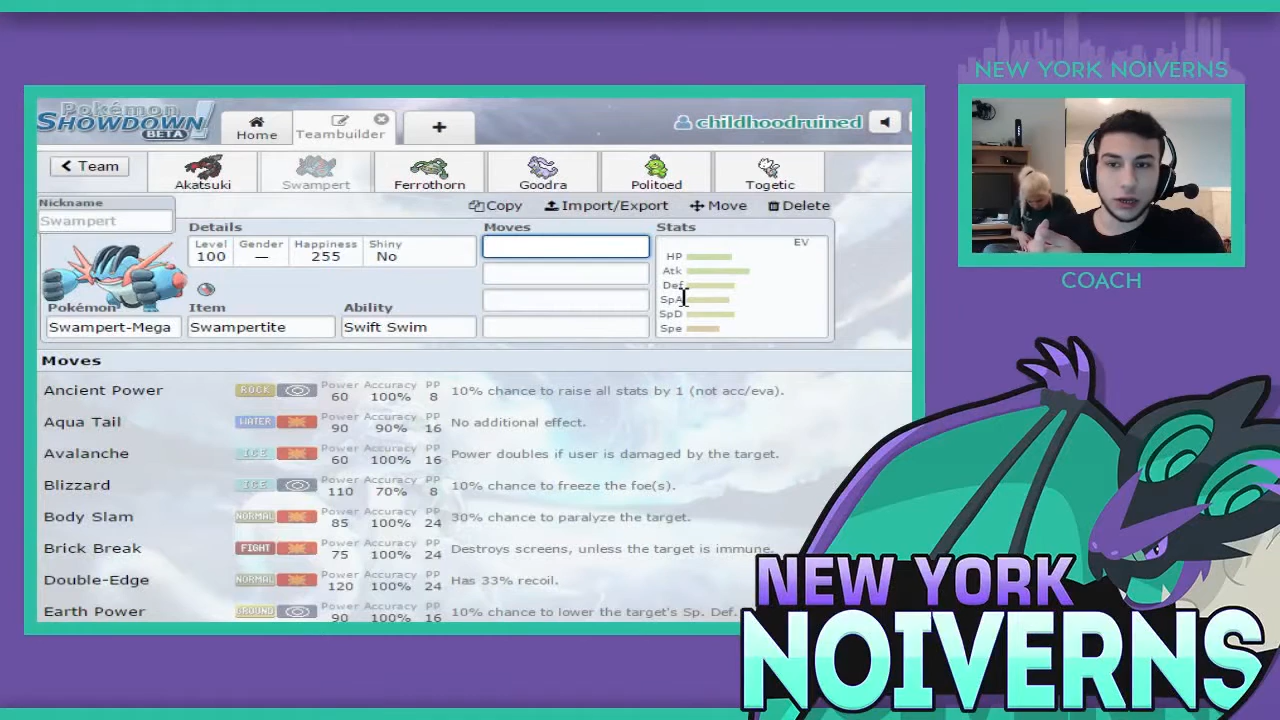 NEW YORK NOIVERNS
Pokémon
SHOWDOWN!
BETA
Home
Teambuilder
+
childhoodruined
< Team
Akatsuki
Swampert
Ferrothorn
Goodra
Politoed
Togetic
Copy
Import/Export
Move
Delete
Nickname
Swampert
Details
Moves
Stats
Level
100
Gender
—
Happiness
255
Shiny
No
EV
HP
Atk
Def
SpA
SpD
Spe
Pokémon
Swampert-Mega
Item
Swampertite
Ability
Swift Swim
COACH
Moves
Ancient Power ROCK Power 60 Accuracy 100% PP 8 10% chance to raise all stats by 1 (not acc/eva).
Aqua Tail WATER Power 90 Accuracy 90% PP 16 No additional effect.
Avalanche ICE Power 60 Accuracy 100% PP 16 Power doubles if user is damaged by the target.
Blizzard ICE Power 110 Accuracy 70% PP 8 10% chance to freeze the foe(s).
Body Slam NORMAL Power 85 Accuracy 100% PP 24 30% chance to paralyze the target.
Brick Break FIGHT Power 75 Accuracy 100% PP 24 Destroys screens, unless the target is immune.
Double-Edge NORMAL Power 120 Accuracy 100% PP 24 Has 33% recoil.
Earth Power GROUND Power 90 Accuracy 100% PP 16 10% chance to lower the target's Sp. Def.
NEW YORK
NOIVERNS